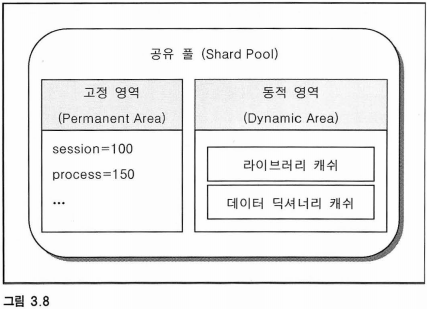 공유 풀 (Shard Pool)
고정 영역
(Permanent Area)
session=100
process=150
...
동적 영역
(Dynamic Area)
라이브러리 캐쉬
데이터 딕셔너리 캐쉬
그림 3.8